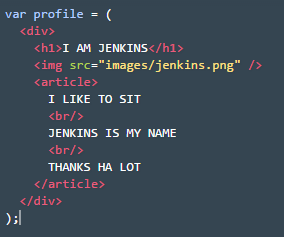 var profile = (
<div>
<h1>I AM JENKINS</h1>
<img src="images/jenkins.png" />
<article>
I LIKE TO SIT
<br/>
JENKINS IS MY NAME
<br/>
THANKS HA LOT
</article>
</div>
);